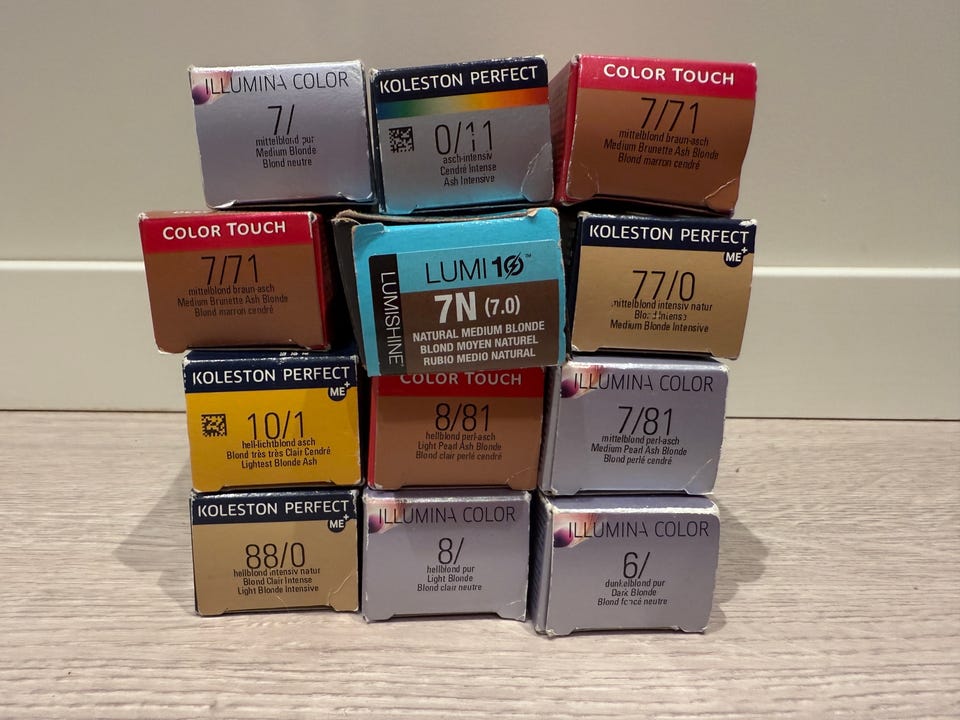 ILLUMINA COLOR
7/
mittelblond pur
Medium Blonde
Blond neutre
KOLESTON PERFECT
0/11
asch-intensiv
Cendré Intense
Ash Intensive
COLOR TOUCH
7/71
mittelblond braun-asch
Medium Brunette Ash Blonde
Blond marron cendré
COLOR TOUCH
7/71
mittelblond braun-asch
Medium Brunette Ash Blonde
Blond marron cendré
LUMISHINE
LUMI10™
7N (7.0)
NATURAL MEDIUM BLONDE
BLOND MOYEN NATUREL
RUBIO MEDIO NATURAL
KOLESTON PERFECT
ME+
77/0
mittelblond intensiv natur
Blond Intense
Medium Blonde Intensive
KOLESTON PERFECT
ME+
10/1
hell-lichtblond asch
Blond très très Clair Cendré
Lightest Blonde Ash
COLOR TOUCH
8/81
hellblond perl-asch
Light Pearl Ash Blonde
Blond clair perlé cendré
ILLUMINA COLOR
7/81
mittelblond perl-asch
Medium Pearl Ash Blonde
Blond perlé cendré
KOLESTON PERFECT
ME+
88/0
hellblond intensiv natur
Blond Clair Intense
Light Blonde Intensive
ILLUMINA COLOR
8/
hellblond pur
Light Blonde
Blond clair neutre
ILLUMINA COLOR
6/
dunkelblond pur
Dark Blonde
Blond foncé neutre